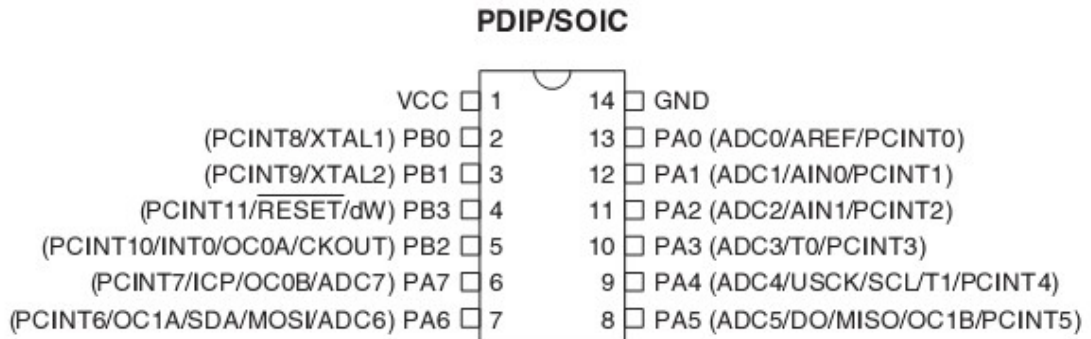 PDIP/SOIC
VCC 1 14 GND
(PCINT8/XTAL1) PB0 2 13 PA0 (ADC0/AREF/PCINT0)
(PCINT9/XTAL2) PB1 3 12 PA1 (ADC1/AIN0/PCINT1)
(PCINT11/RESET/dW) PB3 4 11 PA2 (ADC2/AIN1/PCINT2)
(PCINT10/INT0/OC0A/CKOUT) PB2 5 10 PA3 (ADC3/T0/PCINT3)
(PCINT7/ICP/OC0B/ADC7) PA7 6 9 PA4 (ADC4/USCK/SCL/T1/PCINT4)
(PCINT6/OC1A/SDA/MOSI/ADC6) PA6 7 8 PA5 (ADC5/DO/MISO/OC1B/PCINT5)